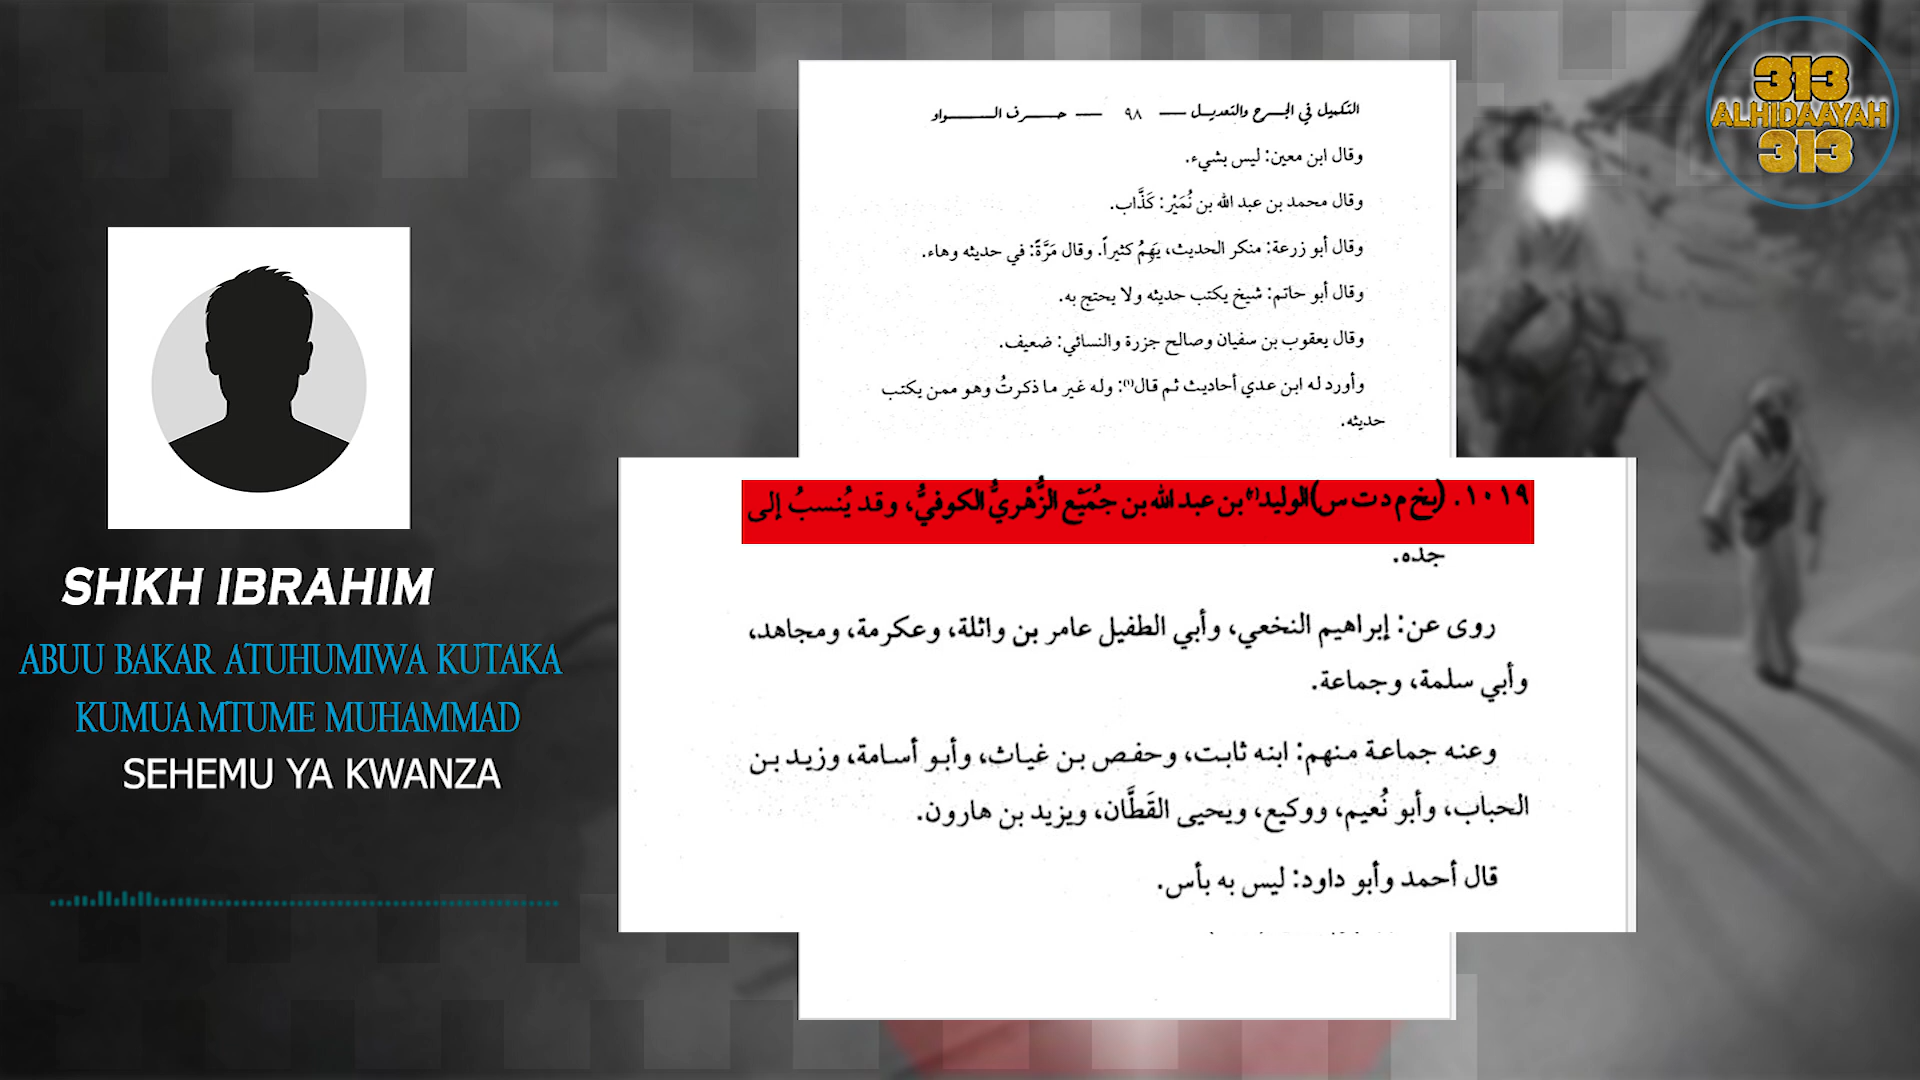 313
ALHIDAAYAH
313
SHKH IBRAHIM
ABUU BAKAR ATUHUMIWA KUTAKA
KUMUA MTUME MUHAMMAD
SEHEMU YA KWANZA
التكميل في الجرح والتعديل — ٩٨ — حرف الواو
وقال ابن معين: ليس بشيء.
وقال محمد بن عبد الله بن نُمَيْر: كَذَّاب.
وقال أبو زرعة: منكر الحديث، يَهِمُ كثيراً. وقال مَرَّةً: في حديثه وهاء.
وقال أبو حاتم: شيخ يكتب حديثه ولا يحتج به.
وقال يعقوب بن سفيان وصالح جزرة والنسائي: ضعيف.
وأورد له ابن عدي أحاديث ثم قال(١): وله غير ما ذكرتُ وهو ممن يكتب
حديثه.
١٠١٩. (بخ م د ت س) الوليد(٢) بن عبد الله بن جُمَيْع الزُّهْريُّ الكوفيُّ، وقد يُنسبُ إلى
جده.
روى عن: إبراهيم النخعي، وأبي الطفيل عامر بن واثلة، وعكرمة، ومجاهد،
وأبي سلمة، وجماعة.
وعنه جماعة منهم: ابنه ثابت، وحفص بن غياث، وأبو أسامة، وزيد بن
الحباب، وأبو نُعيم، ووكيع، ويحيى القَطَّان، ويزيد بن هارون.
قال أحمد وأبو داود: ليس به بأس.